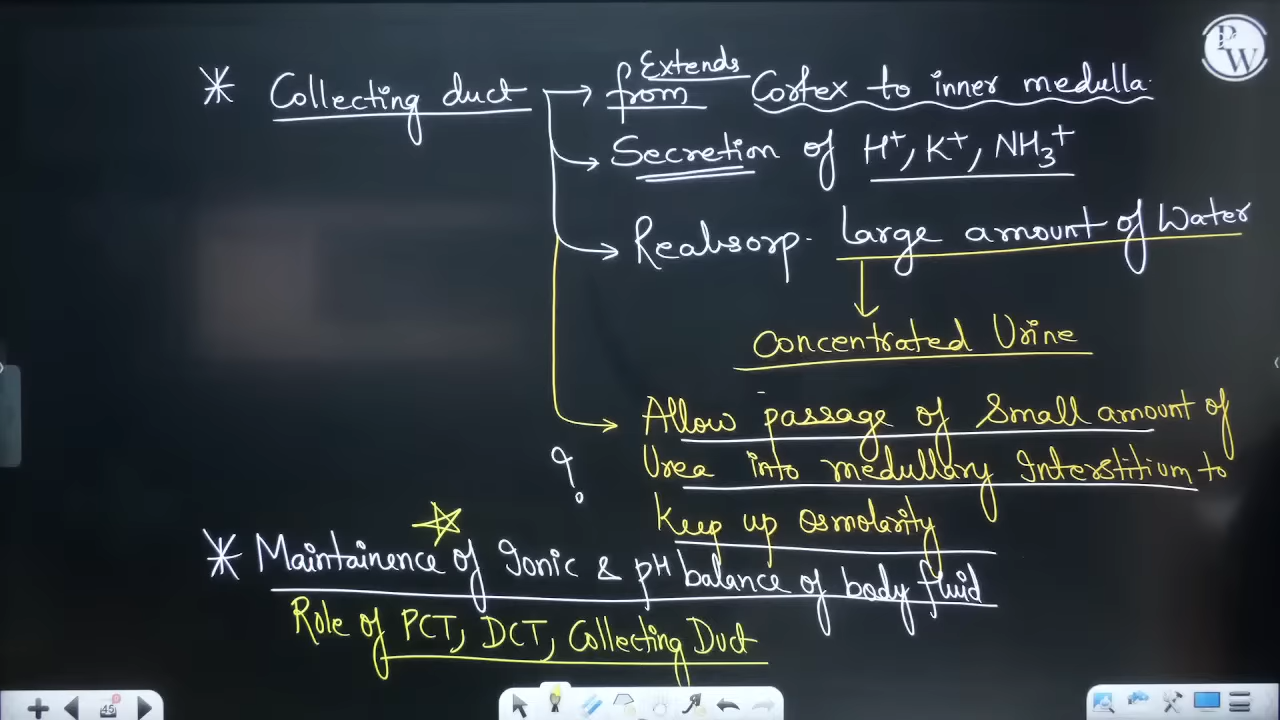 PW
* Collecting duct → Extends from Cortex to inner medulla.
→ Secretion of H⁺, K⁺, NH₃⁺
→ Reabsorp. large amount of Water
↓
Concentrated Urine
→ Allow passage of Small amount of
Urea into medullary Interstitium to
keep up Osmolarity
?
* Maintainence of Ionic & pH balance of body fluid
Role of PCT, DCT, Collecting Duct
45